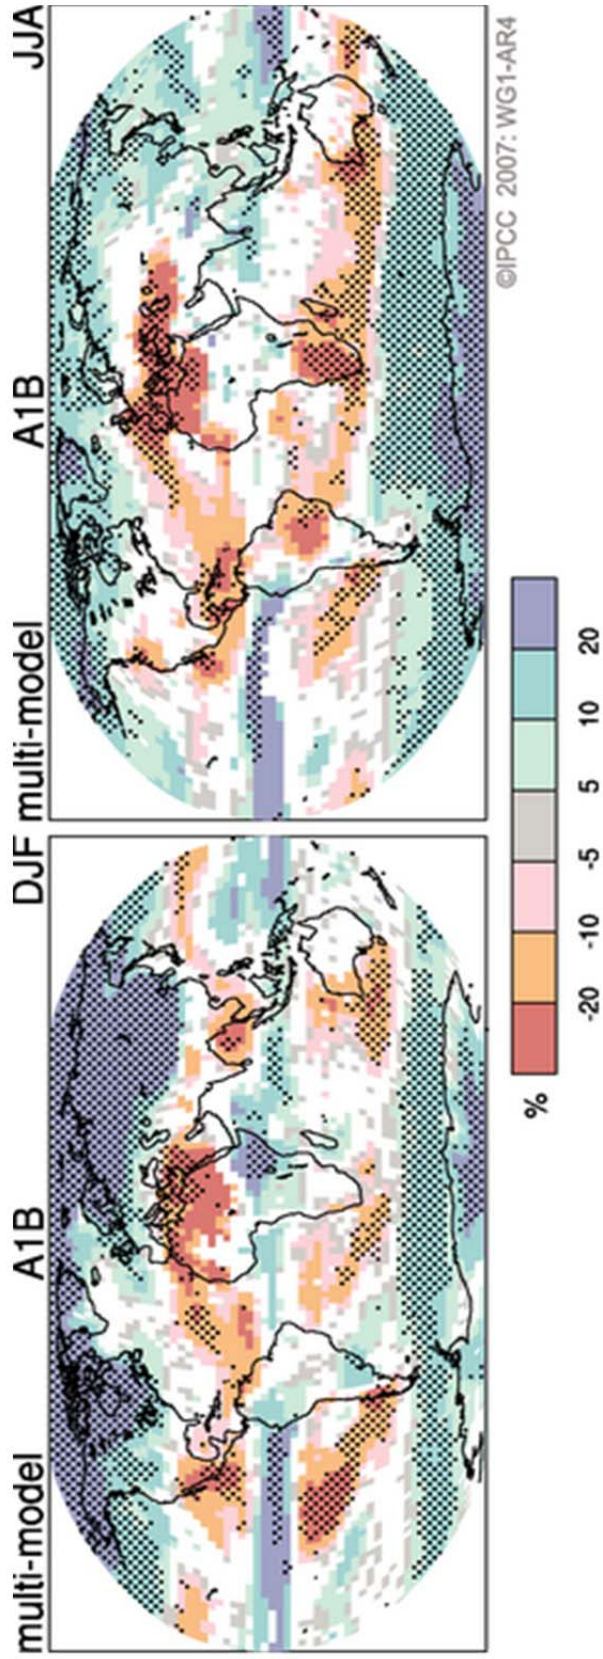 multi-model A1B DJF
multi-model A1B JJA
%
-20 -10 -5 5 10 20
©IPCC 2007: WG1-AR4